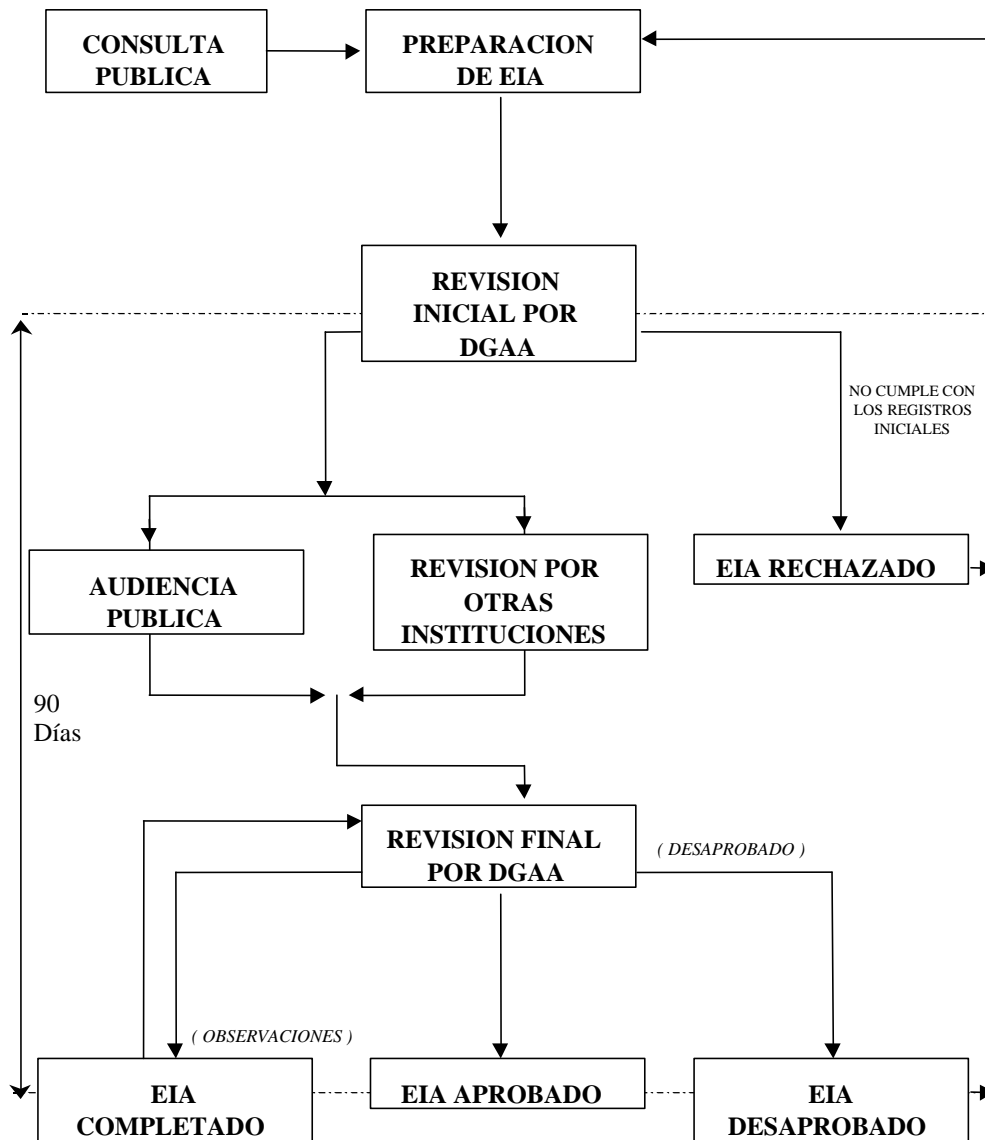 CONSULTA
PUBLICA
PREPARACION
DE EIA
REVISION
INICIAL POR
DGAA
NO CUMPLE CON
LOS REGISTROS
INICIALES
AUDIENCIA
PUBLICA
REVISION POR
OTRAS
INSTITUCIONES
EIA RECHAZADO
90
Días
REVISION FINAL
POR DGAA
( DESAPROBADO )
( OBSERVACIONES )
EIA
COMPLETADO
EIA APROBADO
EIA
DESAPROBADO